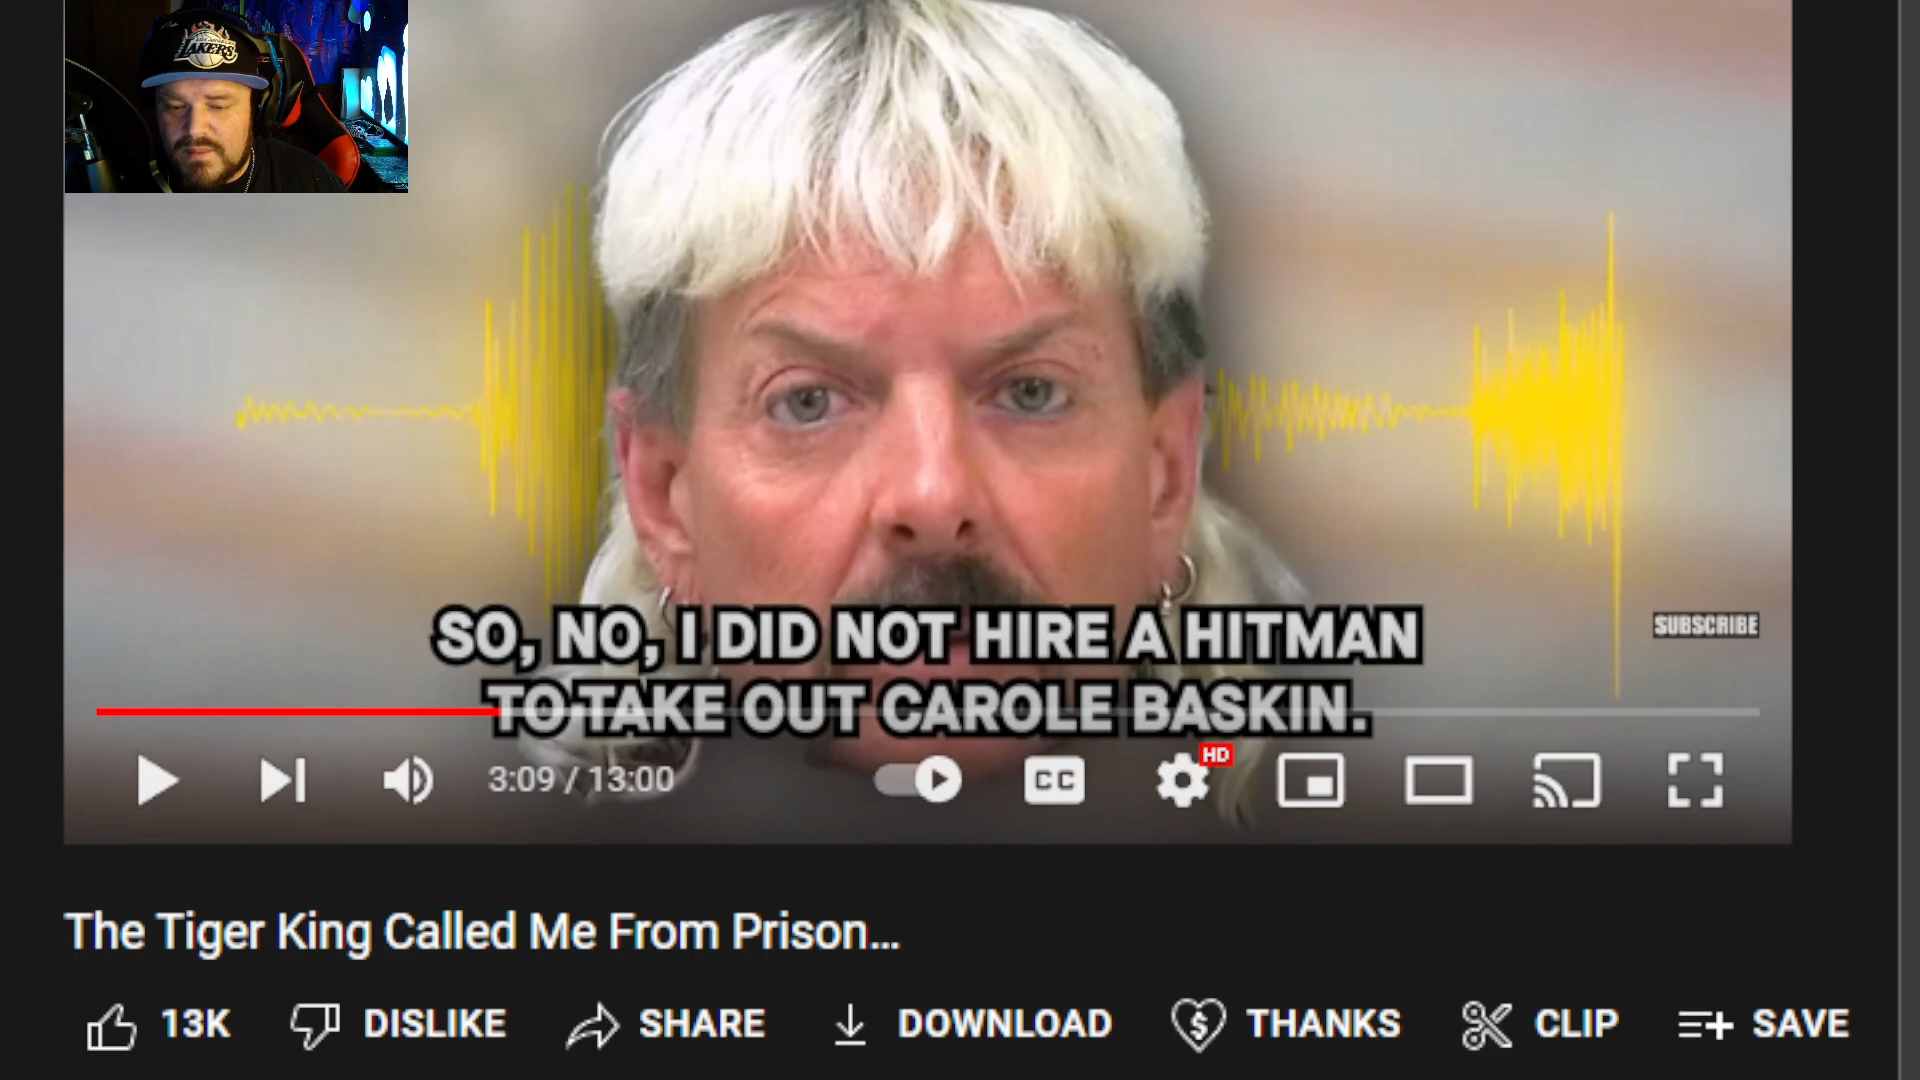 LAKERS
SO, NO, I DID NOT HIRE A HITMAN
TO TAKE OUT CAROLE BASKIN.
SUBSCRIBE
HD
3:09 / 13:00
CC
The Tiger King Called Me From Prison...
13K DISLIKE SHARE DOWNLOAD THANKS CLIP SAVE